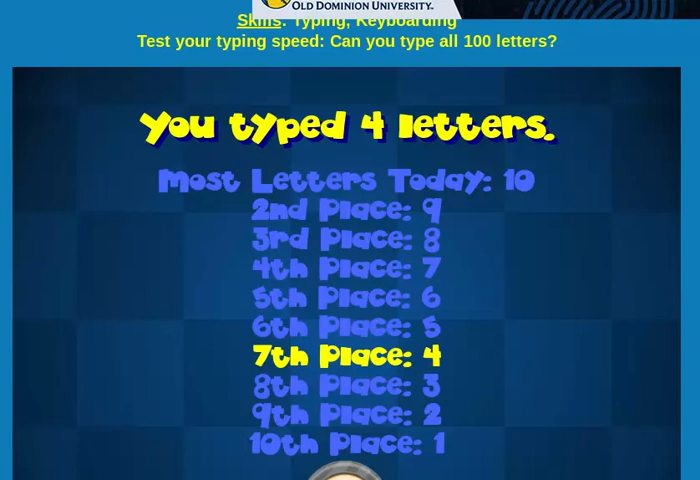 OLD DOMINION UNIVERSITY.
Skills: Typing, Keyboarding
Test your typing speed: Can you type all 100 letters?
You typed 4 letters.
Most Letters Today: 10
2nd Place: 9
3rd Place: 8
4th Place: 7
5th Place: 6
6th Place: 5
7th Place: 4
8th Place: 3
9th Place: 2
10th Place: 1